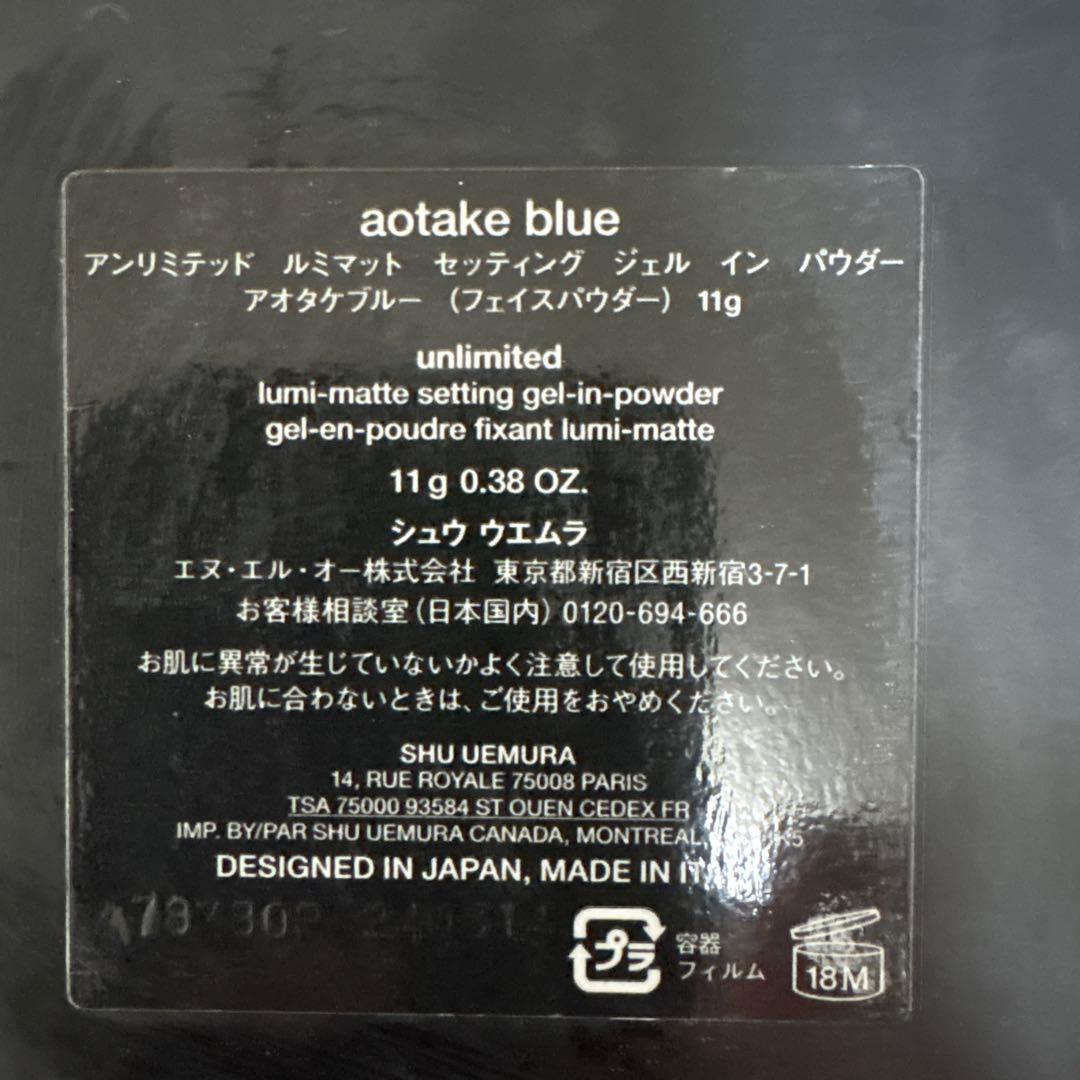 aotake blue
アンリミテッド ルミマット セッティング ジェル イン パウダー
アオタケブルー （フェイスパウダー） 11g
unlimited
lumi-matte setting gel-in-powder
gel-en-poudre fixant lumi-matte
11g 0.38 OZ.
シュウ ウエムラ
エヌ・エル・オー株式会社 東京都新宿区西新宿3-7-1
お客様相談室（日本国内）0120-694-666
お肌に異常が生じていないかよく注意して使用してください。
お肌に合わないときは、ご使用をおやめください。
SHU UEMURA
14, RUE ROYALE 75008 PARIS
TSA 75000 93584 ST OUEN CEDEX FR
IMP. BY/PAR SHU UEMURA CANADA, MONTREAL,
DESIGNED IN JAPAN, MADE IN
プラ 容器
フィルム
18M